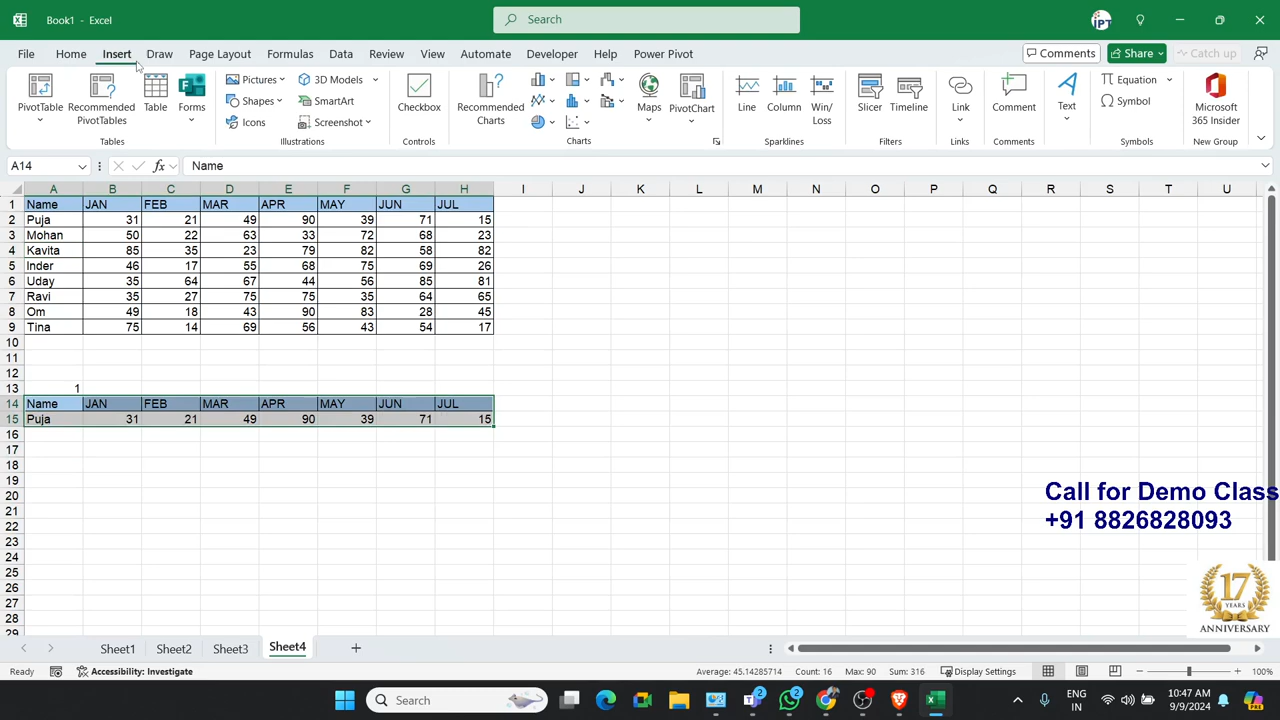 Book1 - Excel
Search
File Home Insert Draw Page Layout Formulas Data Review View Automate Developer Help Power Pivot
Comments Share Catch up
PivotTable Recommended PivotTables Table Forms
Pictures Shapes Icons 3D Models SmartArt Screenshot
Checkbox Recommended Charts Maps PivotChart
Line Column Win/Loss Slicer Timeline Link Comment Text
Equation Symbol Microsoft 365 Insider
Tables Illustrations Controls Charts Sparklines Filters Links Comments Symbols New Group
A14 fx Name
A B C D E F G H I J K L M N O P Q R S T U
1 Name JAN FEB MAR APR MAY JUN JUL
2 Puja 31 21 49 90 39 71 15
3 Mohan 50 22 63 33 72 68 23
4 Kavita 85 35 23 79 82 58 82
5 Inder 46 17 55 68 75 69 26
6 Uday 35 64 67 44 56 85 81
7 Ravi 35 27 75 75 35 64 65
8 Om 49 18 43 90 83 28 45
9 Tina 75 14 69 56 43 54 17
10
11
12
13 1
14 Name JAN FEB MAR APR MAY JUN JUL
15 Puja 31 21 49 90 39 71 15
16
17
18
19
20
21
22
23
24
25
26
27
28
29
Call for Demo Class
+91 8826828093
17
YEARS
ANNIVERSARY
Sheet1 Sheet2 Sheet3 Sheet4
Ready Accessibility: Investigate Average: 45.14285714 Count: 16 Max: 90 Sum: 316 Display Settings 100%
Search
2 2
ENG
IN
10:47 AM
9/9/2024